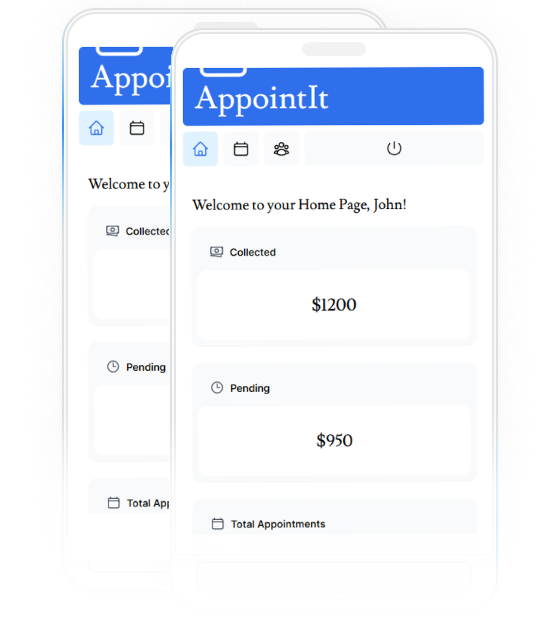 Appoi
Welcome to y
Collected
Pending
Total App
AppointIt
Welcome to your Home Page, John!
Collected
$1200
Pending
$950
Total Appointments